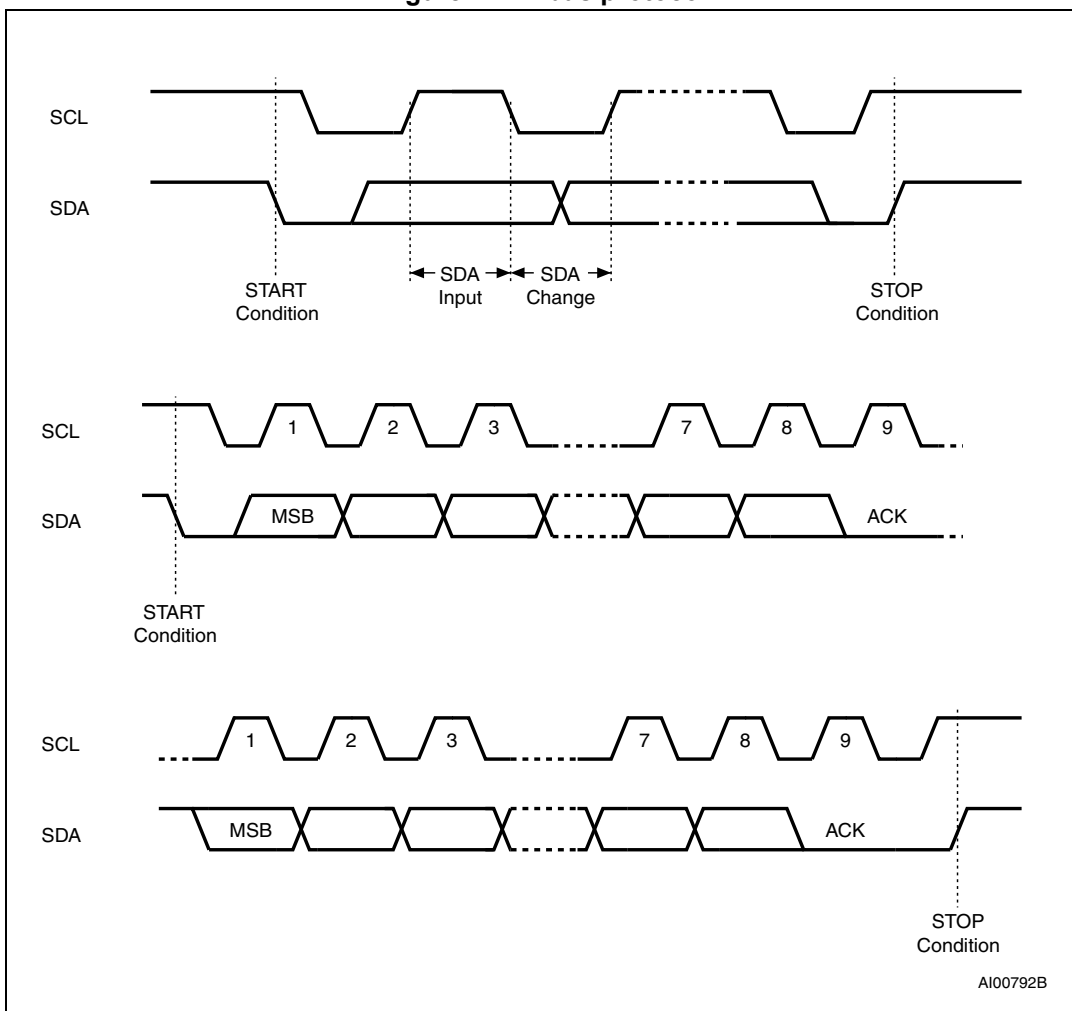 SCL
SDA
SDA Input
SDA Change
START Condition
STOP Condition
SCL
1 2 3 7 8 9
SDA
MSB
ACK
START Condition
SCL
1 2 3 7 8 9
SDA
MSB
ACK
STOP Condition
AI00792B